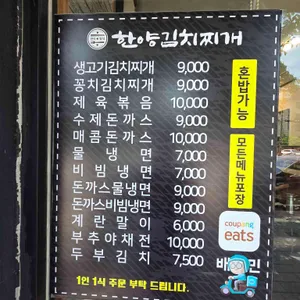 한양김치찌개
생고기김치찌개 9,000
꽁치김치찌개 9,000
제육볶음 10,000
수제돈까스 9,000
매콤돈까스 10,000
물냉면 7,000
비빔냉면 7,000
돈까스물냉면 9,000
돈까스비빔냉면 9,000
계란말이 6,000
부추야채전 10,000
두부김치 7,500
1인 1식 주문 부탁 드립니다.
혼밥가능
모든메뉴포장
coupang
eats
배민